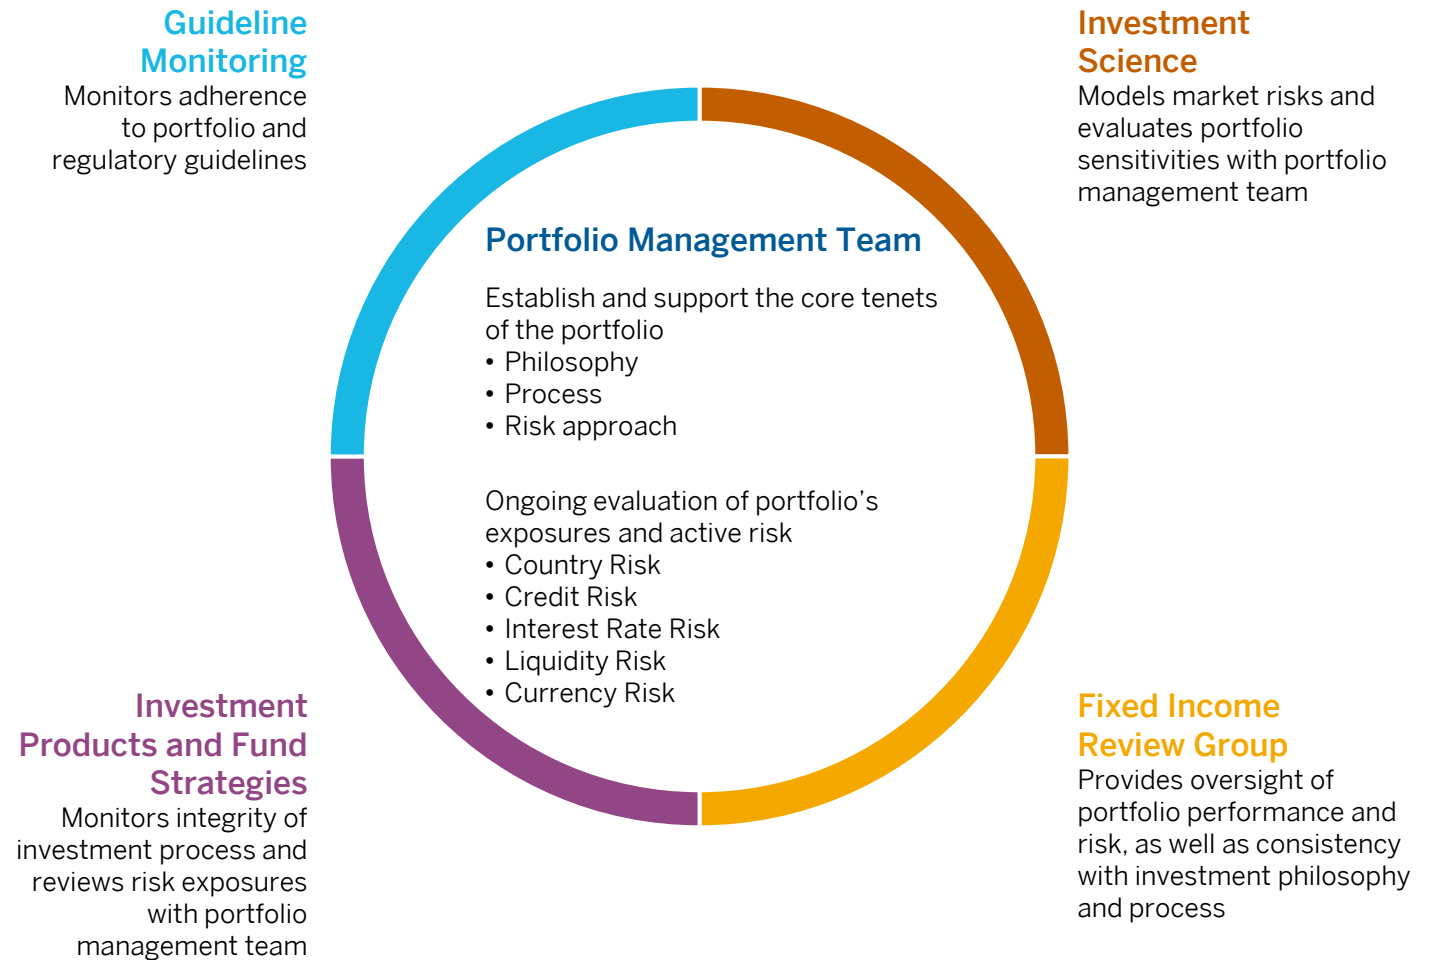 Guideline
Monitoring
Monitors adherence
to portfolio and
regulatory guidelines
Investment
Science
Models market risks and
evaluates portfolio
sensitivities with portfolio
management team
Portfolio Management Team
Establish and support the core tenets
of the portfolio
• Philosophy
• Process
• Risk approach
Ongoing evaluation of portfolio’s
exposures and active risk
• Country Risk
• Credit Risk
• Interest Rate Risk
• Liquidity Risk
• Currency Risk
Investment
Products and Fund
Strategies
Monitors integrity of
investment process and
reviews risk exposures
with portfolio
management team
Fixed Income
Review Group
Provides oversight of
portfolio performance and
risk, as well as consistency
with investment philosophy
and process